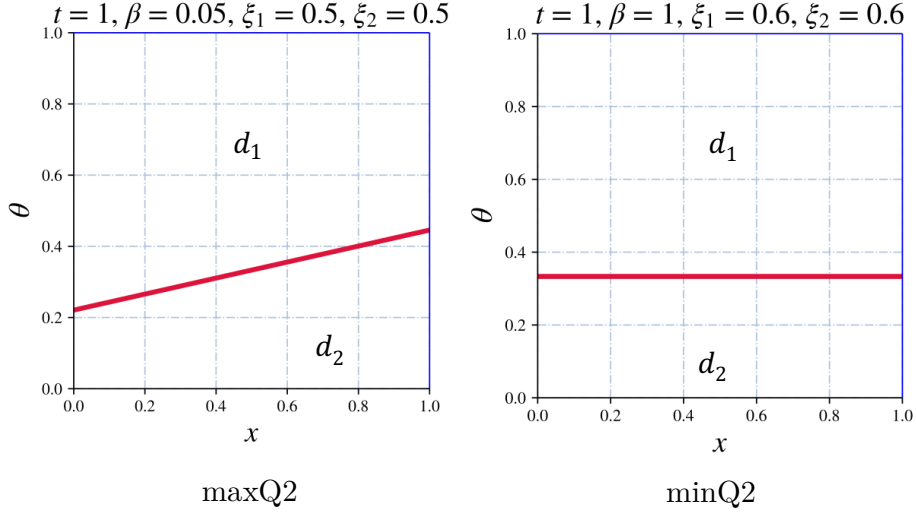 t = 1, β = 0.05, ξ₁ = 0.5, ξ₂ = 0.5
1.0
0.8
0.6
0.4
0.2
0.0
θ
d₁
d₂
0.0 0.2 0.4 0.6 0.8 1.0
x
maxQ2
t = 1, β = 1, ξ₁ = 0.6, ξ₂ = 0.6
1.0
0.8
0.6
0.4
0.2
0.0
θ
d₁
d₂
0.0 0.2 0.4 0.6 0.8 1.0
x
minQ2